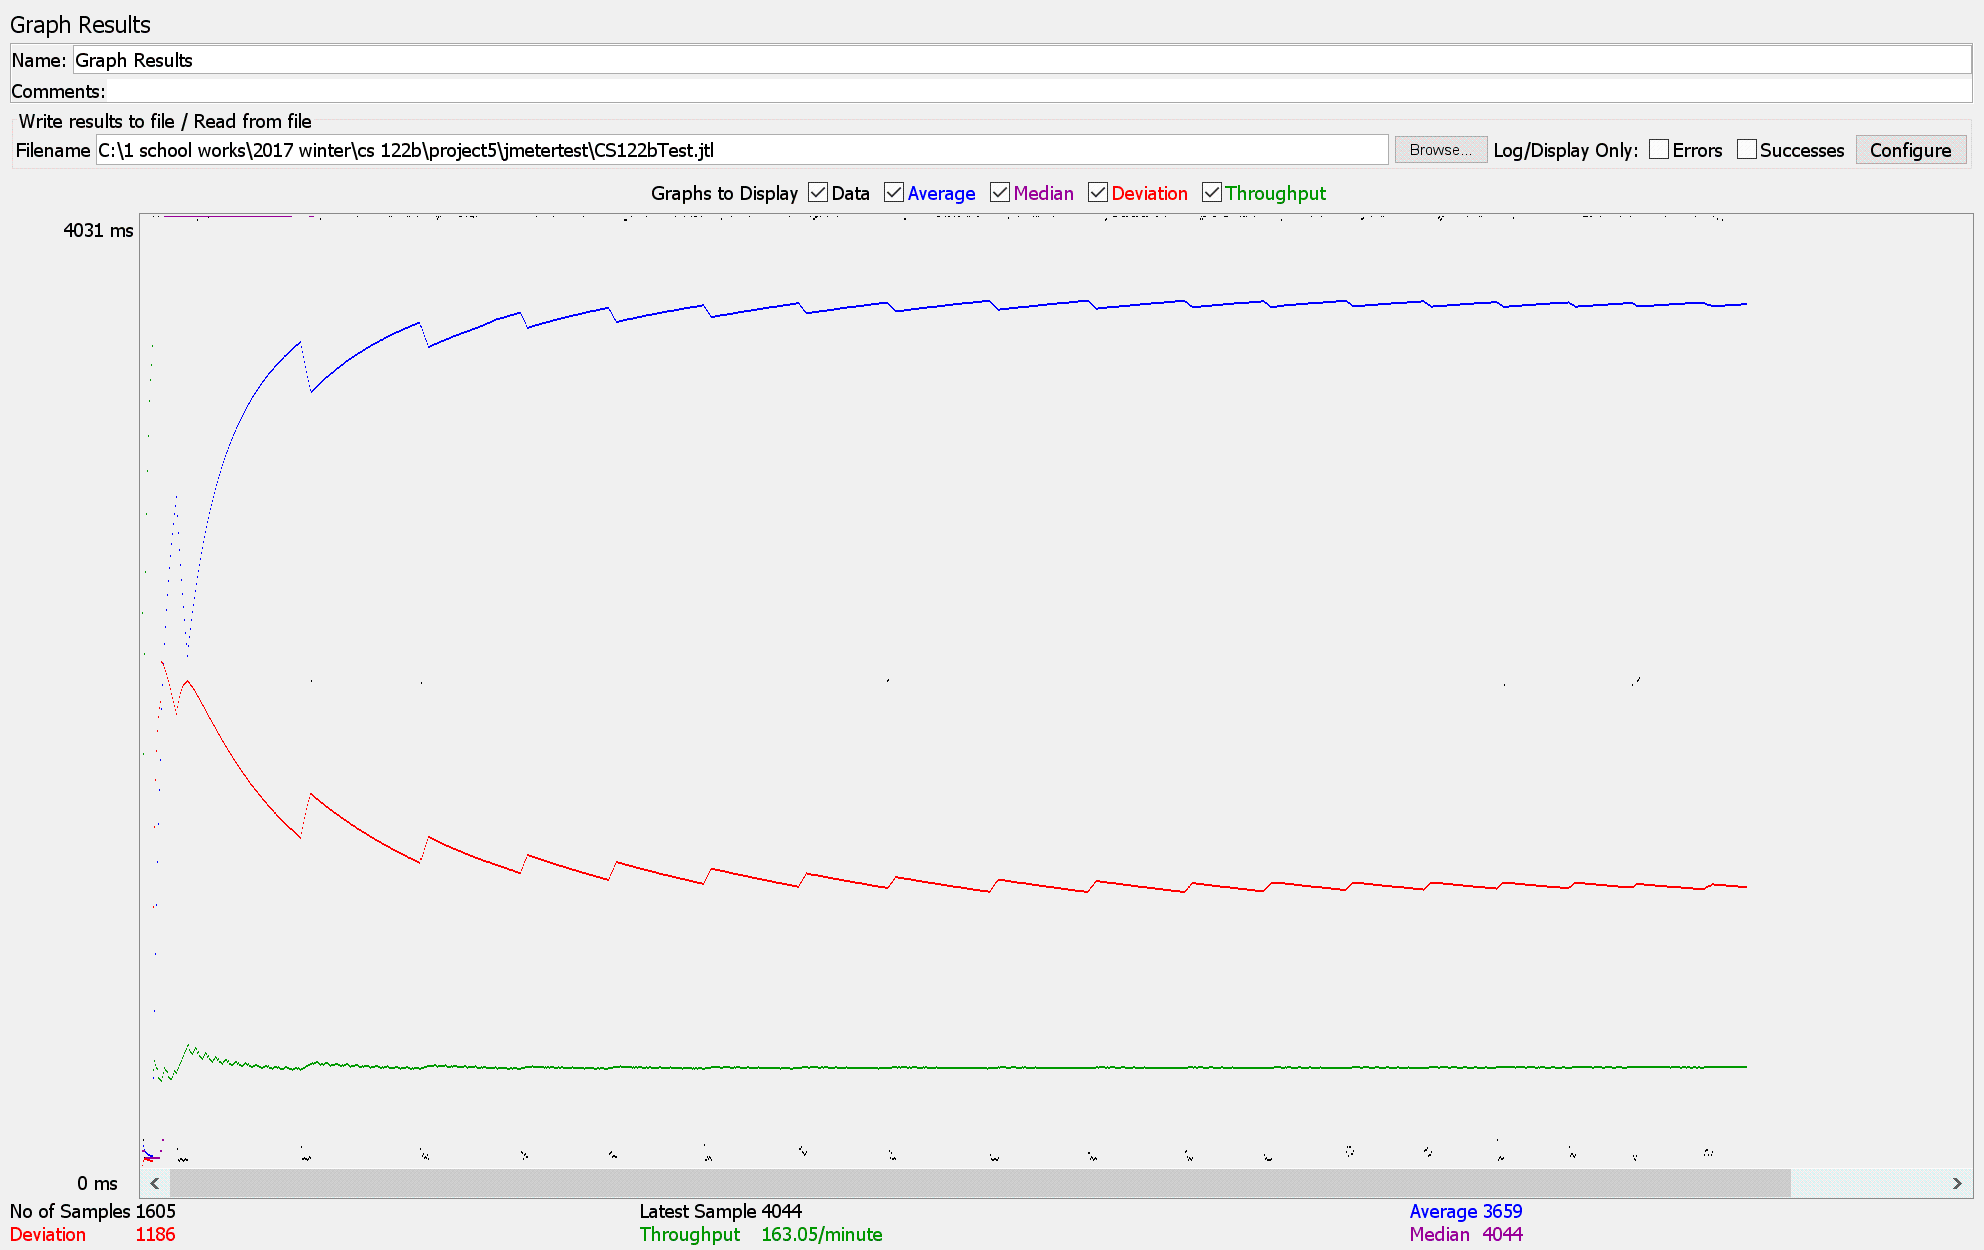 Graph Results
Name: Graph Results
Comments:
Write results to file / Read from file
Filename C:\1 school works\2017 winter\cs 122b\project5\jmetertest\CS122bTest.jtl Browse... Log/Display Only: Errors Successes Configure
Graphs to Display Data Average Median Deviation Throughput
4031 ms
0 ms
No of Samples 1605 Latest Sample 4044 Average 3659
Deviation 1186 Throughput 163.05/minute Median 4044